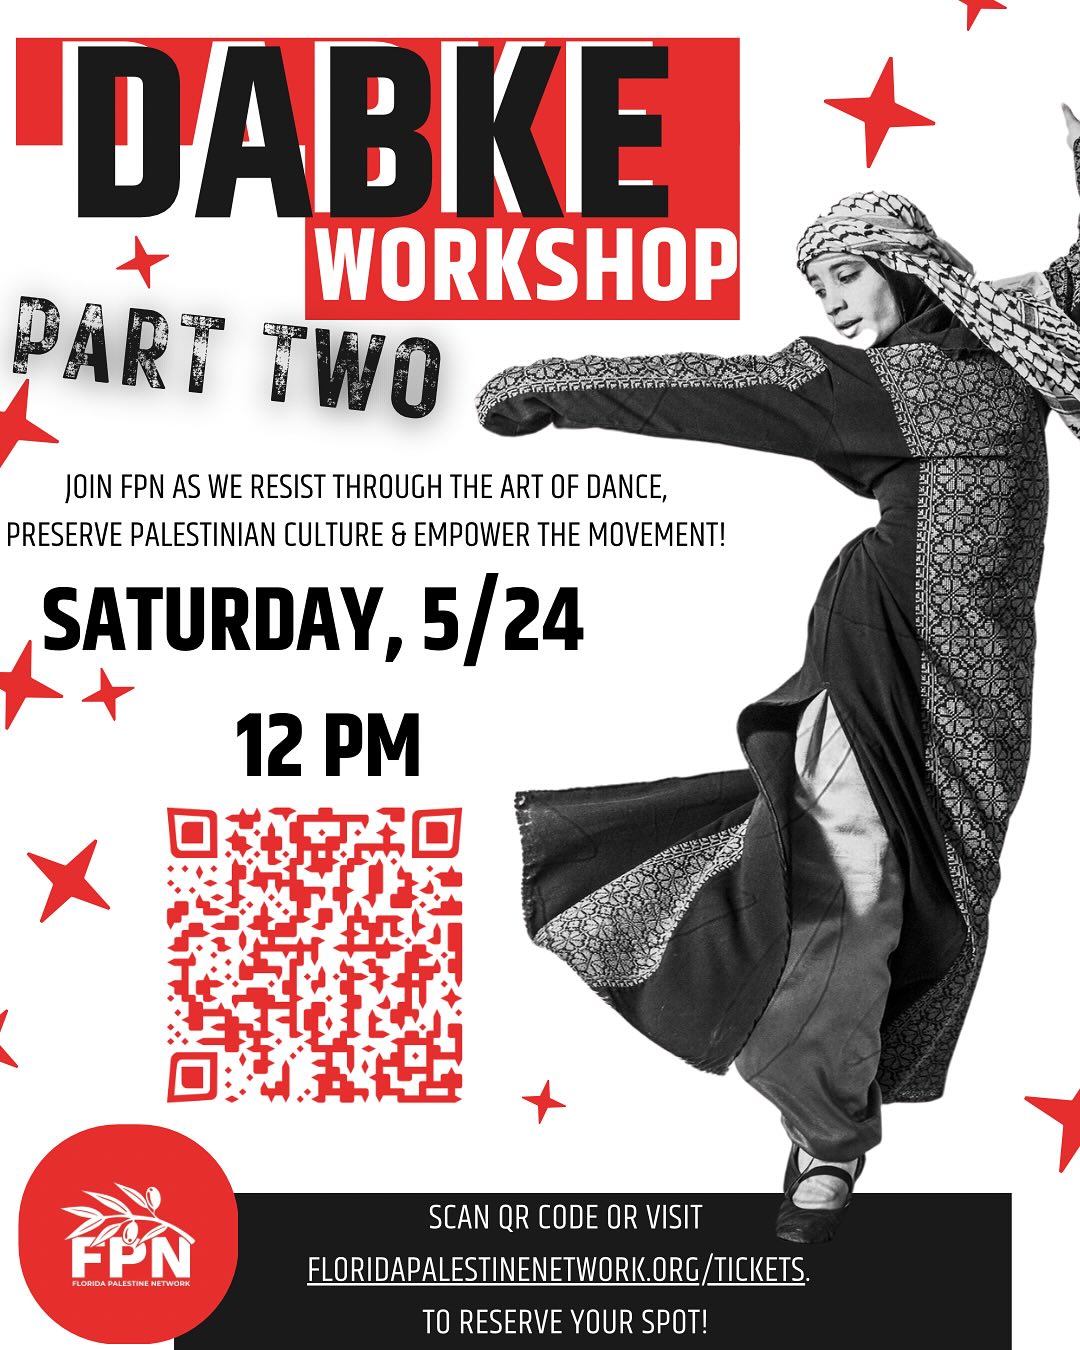 DABKE
WORKSHOP
PART TWO
JOIN FPN AS WE RESIST THROUGH THE ART OF DANCE,
PRESERVE PALESTINIAN CULTURE & EMPOWER THE MOVEMENT!
SATURDAY, 5/24
12 PM
FPN
FLORIDA PALESTINE NETWORK
SCAN QR CODE OR VISIT
FLORIDAPALESTINENETWORK.ORG/TICKETS.
TO RESERVE YOUR SPOT!